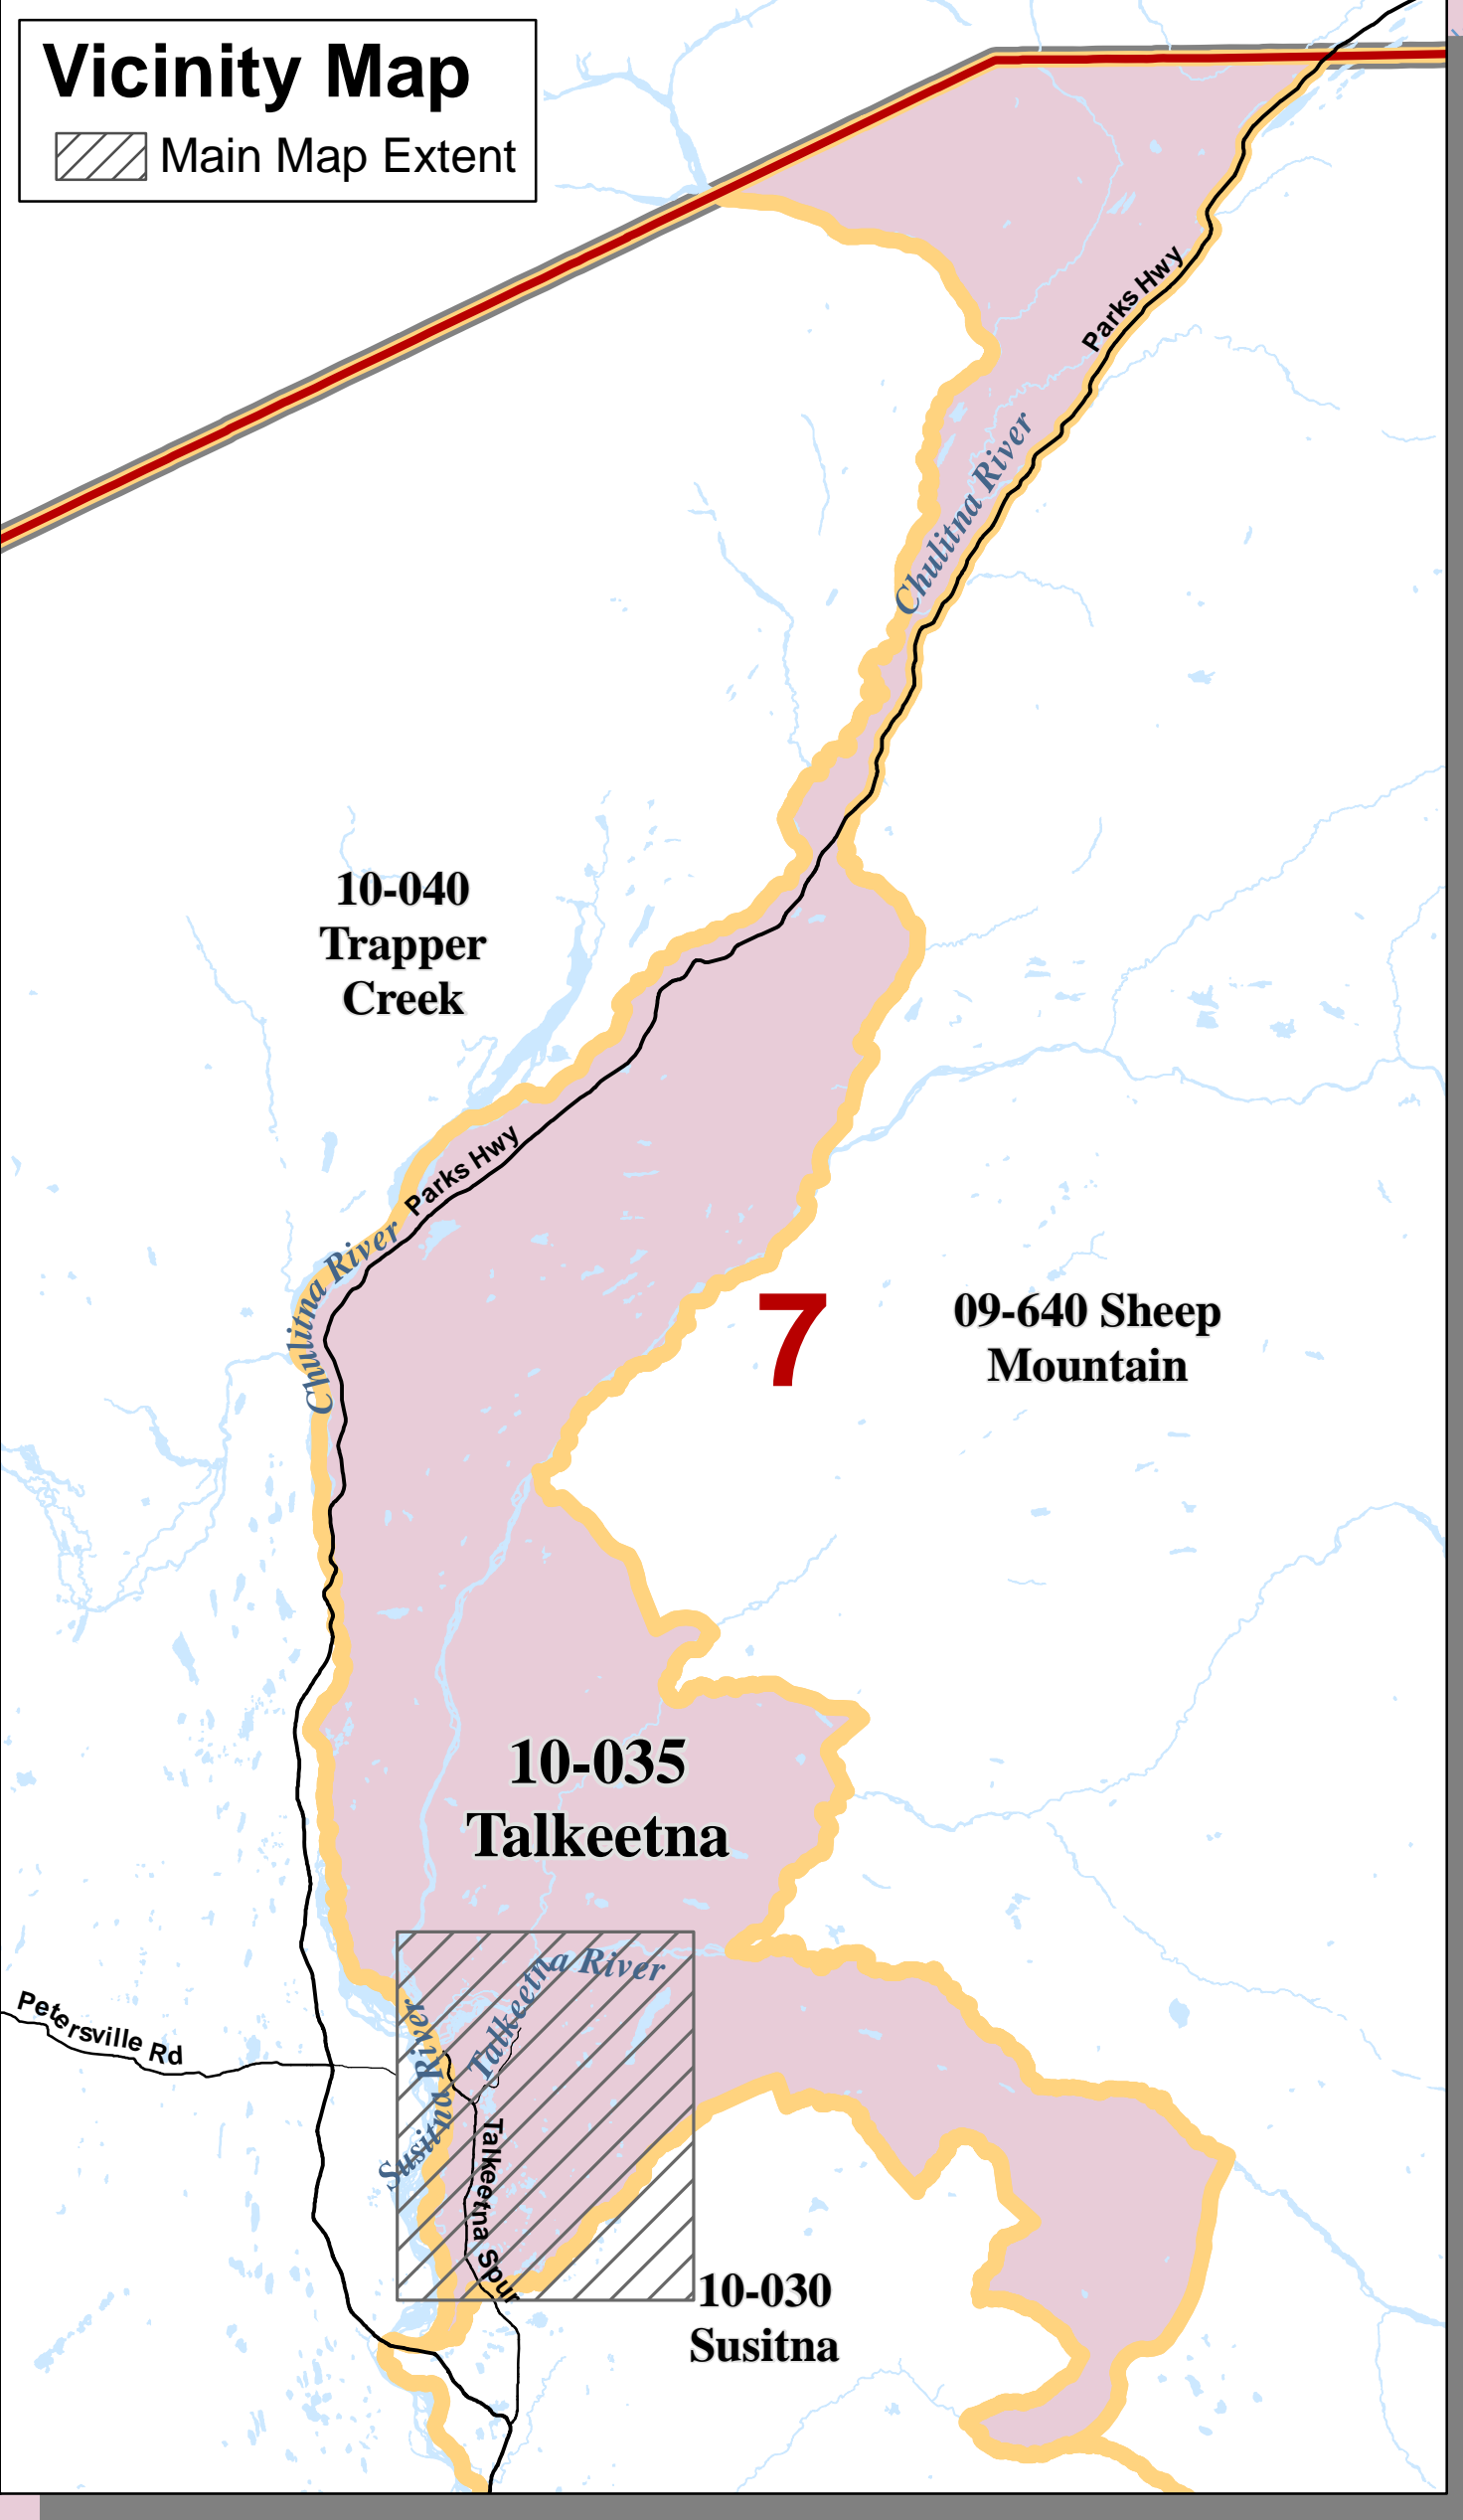 Vicinity Map
Main Map Extent
Parks Hwy
Chulitna River
10-040
Trapper
Creek
Parks Hwy
Chulitna River
7
09-640 Sheep
Mountain
10-035
Talkeetna
Talkeetna River
Susitna River
Petersville Rd
Talkeetna Spur
10-030
Susitna